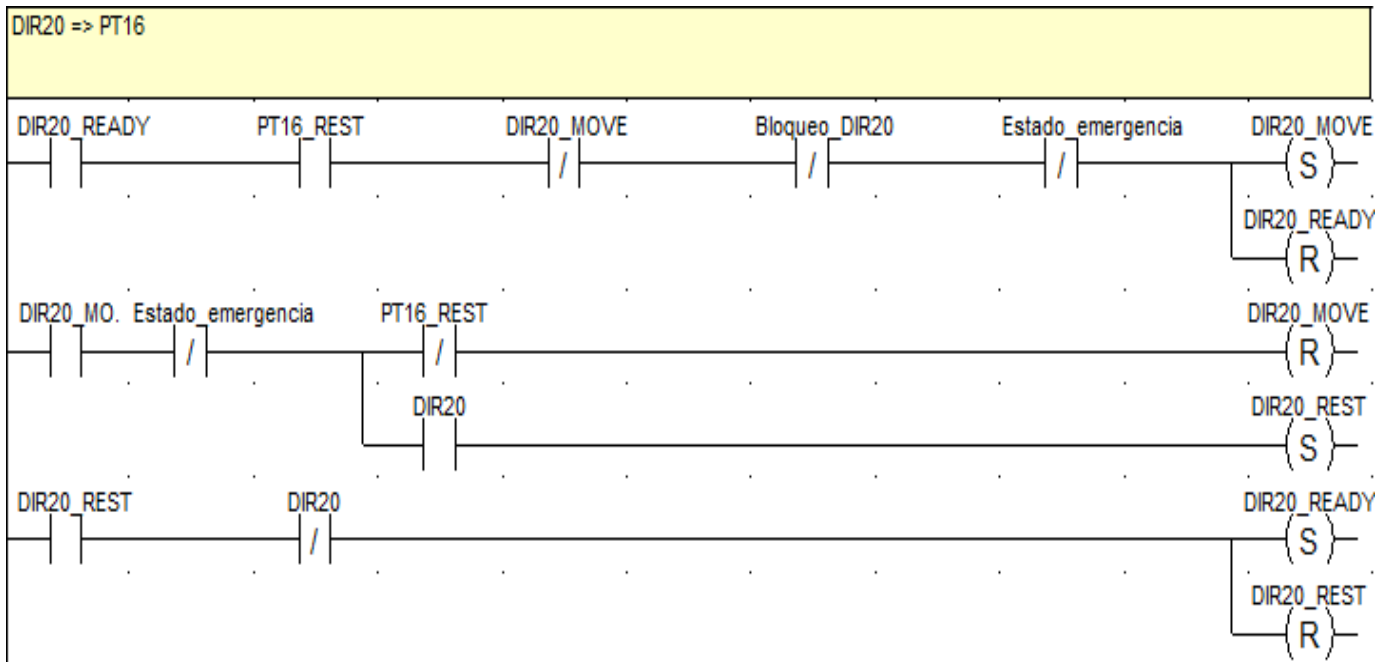 DIR20 => PT16
DIR20_READY PT16_REST DIR20_MOVE Bloqueo_DIR20 Estado_emergencia DIR20_MOVE
/ / / S
DIR20_READY
R
DIR20_MO. Estado_emergencia PT16_REST DIR20_MOVE
/ / R
DIR20 DIR20_REST
S
DIR20_REST DIR20 DIR20_READY
/ S
DIR20_REST
R